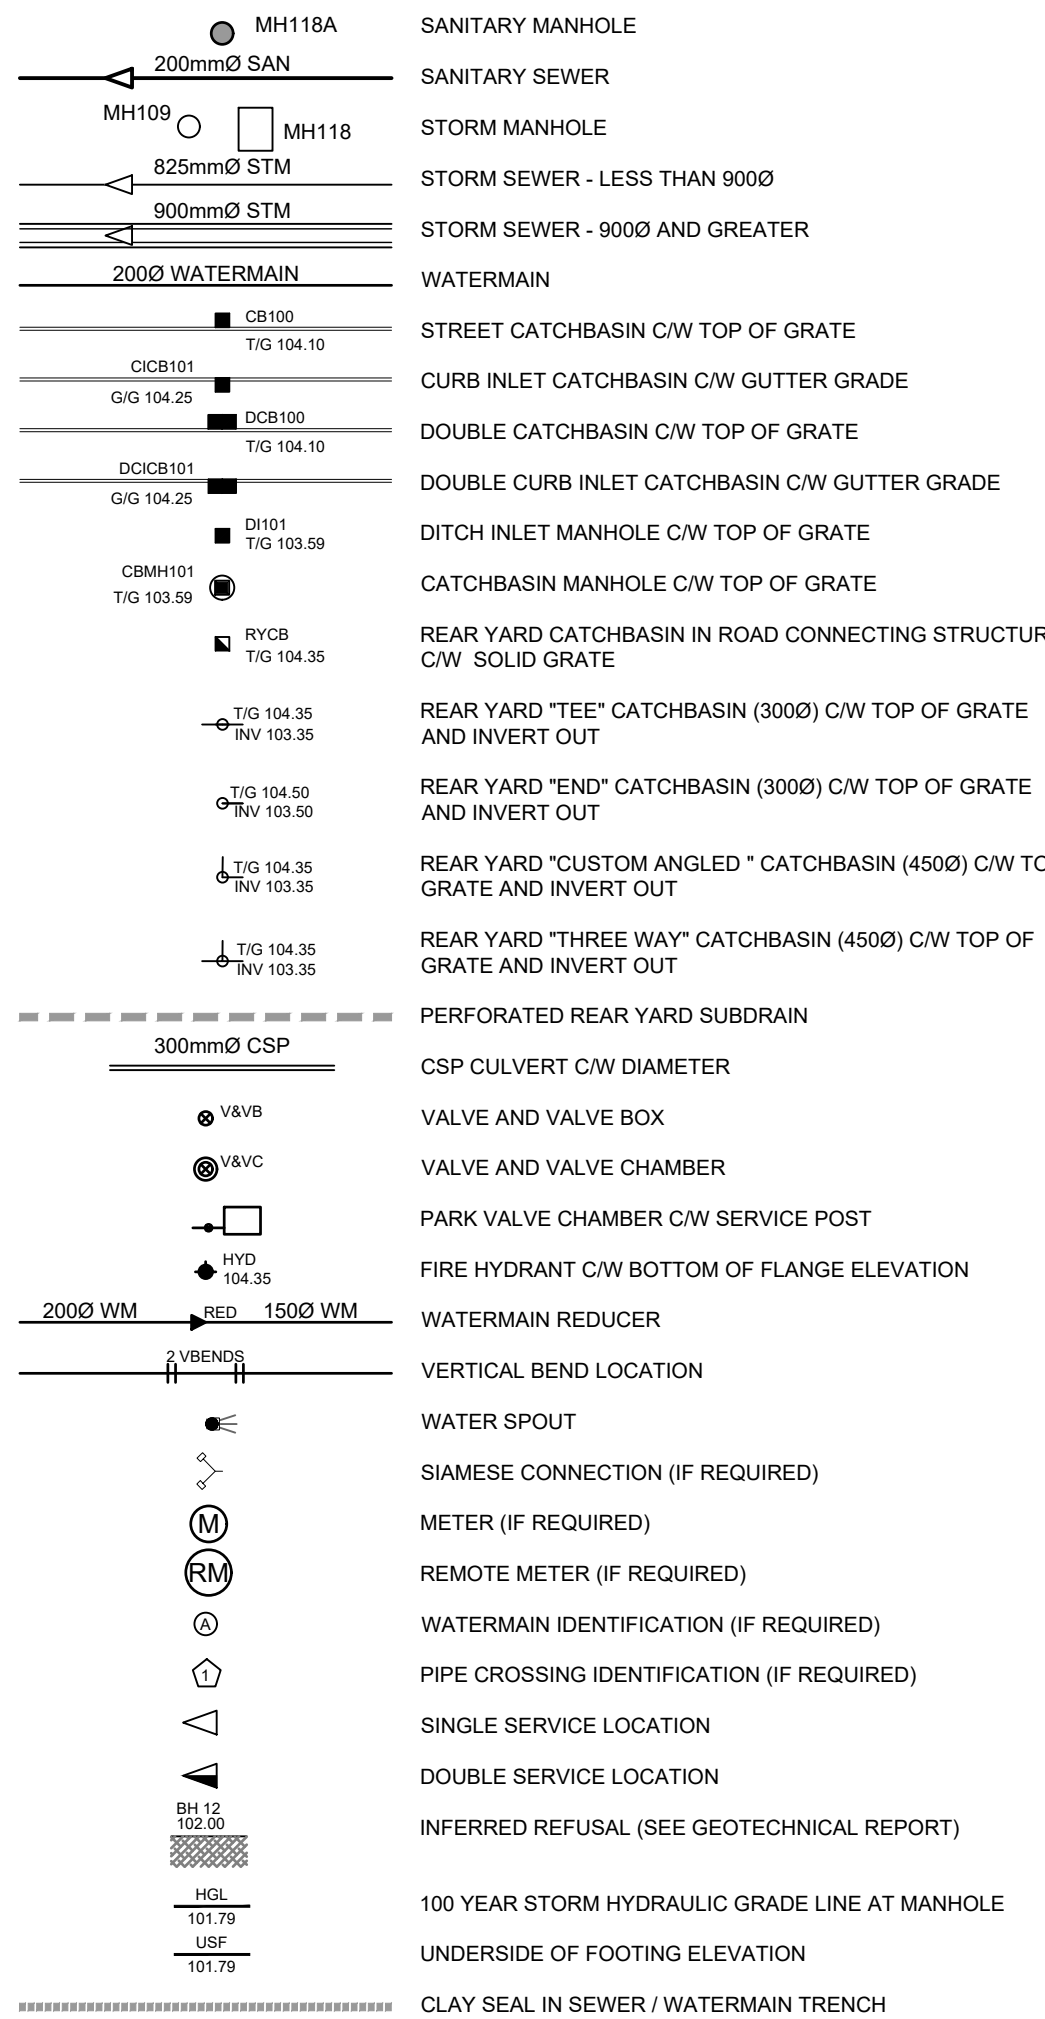 MH118A SANITARY MANHOLE
200mmØ SAN SANITARY SEWER
MH109 MH118 STORM MANHOLE
825mmØ STM STORM SEWER - LESS THAN 900Ø
900mmØ STM STORM SEWER - 900Ø AND GREATER
200Ø WATERMAIN WATERMAIN
CB100
T/G 104.10
STREET CATCHBASIN C/W TOP OF GRATE
CICB101
G/G 104.25
CURB INLET CATCHBASIN C/W GUTTER GRADE
DCB100
T/G 104.10
DOUBLE CATCHBASIN C/W TOP OF GRATE
DCICB101
G/G 104.25
DOUBLE CURB INLET CATCHBASIN C/W GUTTER GRADE
DI101
T/G 103.59
DITCH INLET MANHOLE C/W TOP OF GRATE
CBMH101
T/G 103.59
CATCHBASIN MANHOLE C/W TOP OF GRATE
RYCB
T/G 104.35
REAR YARD CATCHBASIN IN ROAD CONNECTING STRUCTUR
C/W SOLID GRATE
T/G 104.35
INV 103.35
REAR YARD "TEE" CATCHBASIN (300Ø) C/W TOP OF GRATE
AND INVERT OUT
T/G 104.50
INV 103.50
REAR YARD "END" CATCHBASIN (300Ø) C/W TOP OF GRATE
AND INVERT OUT
T/G 104.35
INV 103.35
REAR YARD "CUSTOM ANGLED " CATCHBASIN (450Ø) C/W TO
GRATE AND INVERT OUT
T/G 104.35
INV 103.35
REAR YARD "THREE WAY" CATCHBASIN (450Ø) C/W TOP OF
GRATE AND INVERT OUT
PERFORATED REAR YARD SUBDRAIN
300mmØ CSP CSP CULVERT C/W DIAMETER
V&VB VALVE AND VALVE BOX
V&VC VALVE AND VALVE CHAMBER
PARK VALVE CHAMBER C/W SERVICE POST
HYD
104.35
FIRE HYDRANT C/W BOTTOM OF FLANGE ELEVATION
200Ø WM RED 150Ø WM WATERMAIN REDUCER
2 VBENDS VERTICAL BEND LOCATION
WATER SPOUT
SIAMESE CONNECTION (IF REQUIRED)
M METER (IF REQUIRED)
RM REMOTE METER (IF REQUIRED)
A WATERMAIN IDENTIFICATION (IF REQUIRED)
1 PIPE CROSSING IDENTIFICATION (IF REQUIRED)
SINGLE SERVICE LOCATION
DOUBLE SERVICE LOCATION
BH 12
102.00
INFERRED REFUSAL (SEE GEOTECHNICAL REPORT)
HGL
101.79
100 YEAR STORM HYDRAULIC GRADE LINE AT MANHOLE
USF
101.79
UNDERSIDE OF FOOTING ELEVATION
CLAY SEAL IN SEWER / WATERMAIN TRENCH